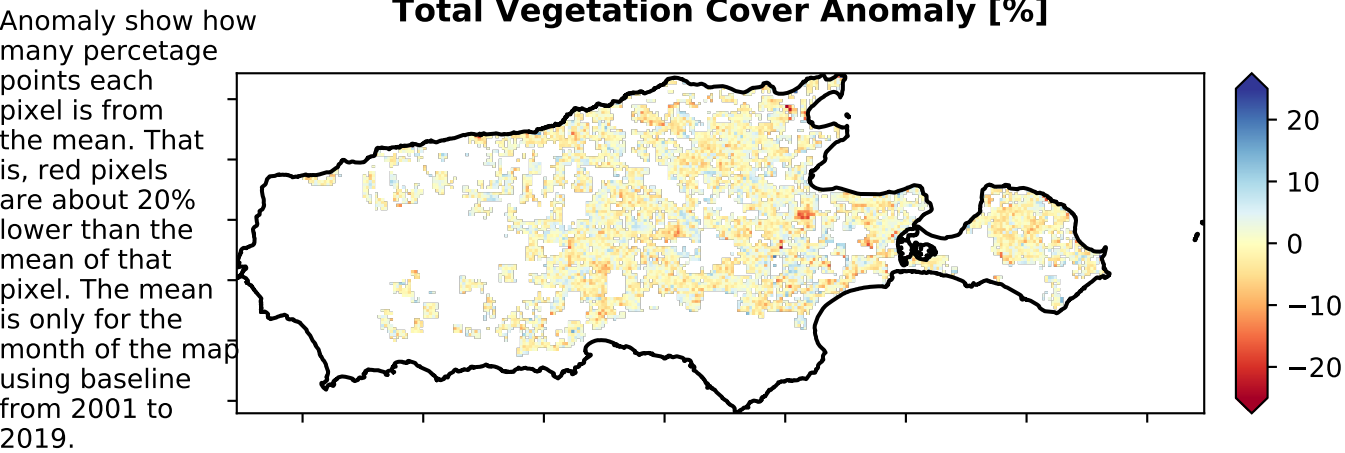 Total Vegetation Cover Anomaly [%]
Anomaly show how
many percetage
points each
pixel is from
the mean. That
is, red pixels
are about 20%
lower than the
mean of that
pixel. The mean
is only for the
month of the map
using baseline
from 2001 to
2019.
20
10
0
−10
−20